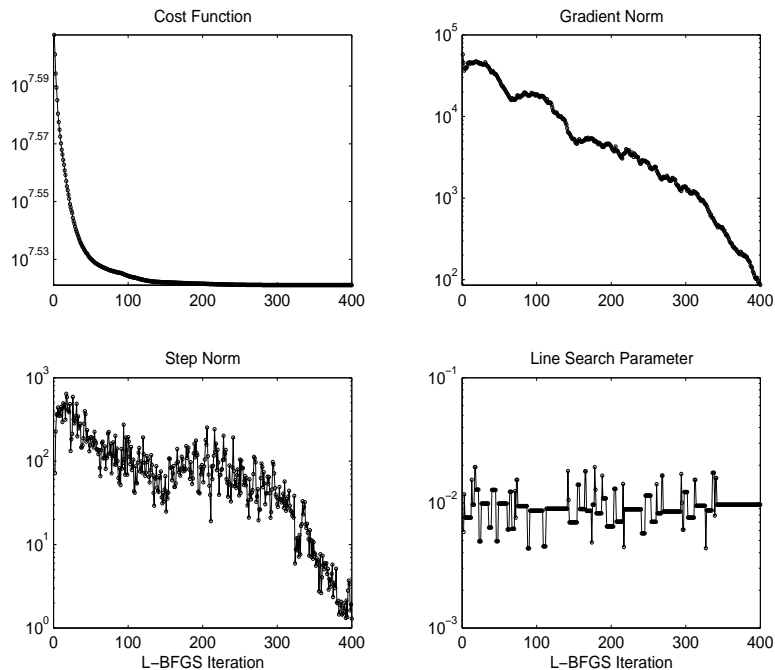 Cost Function
10^7.59
10^7.57
10^7.55
10^7.53
0 100 200 300 400
Gradient Norm
10^5
10^4
10^3
10^2
0 100 200 300 400
Step Norm
10^3
10^2
10^1
10^0
0 100 200 300 400
L−BFGS Iteration
Line Search Parameter
10^−1
10^−2
10^−3
0 100 200 300 400
L−BFGS Iteration